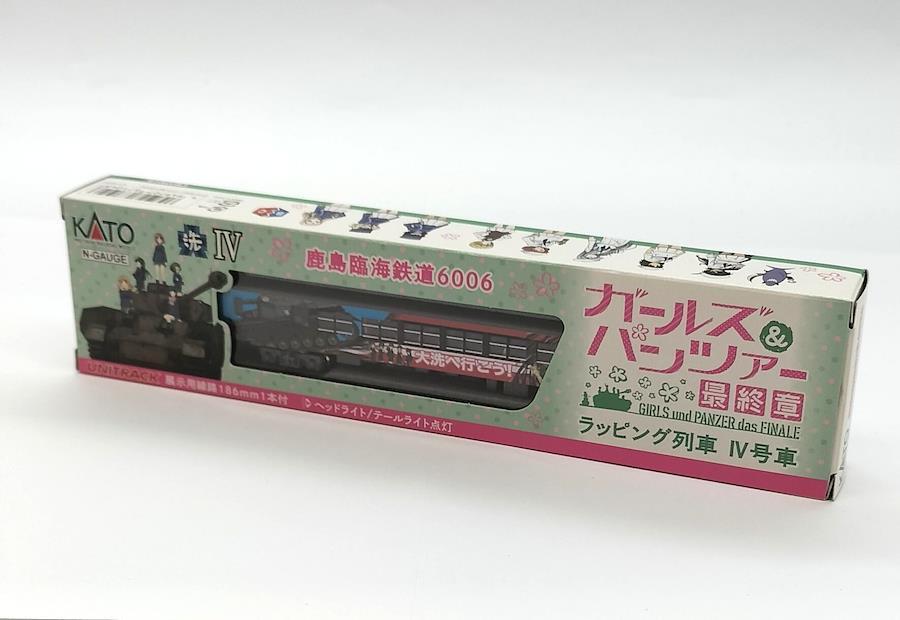 KATO
N-GAUGE
洗 IV
鹿島臨海鉄道6006
大洗へ行こう!
ガールズ&
パンツァー
最終章
GIRLS und PANZER das FINALE
ラッピング列車 Ⅳ号車
UNITRACK 展示用線路186mm1本付
ヘッドライト/テールライト点灯